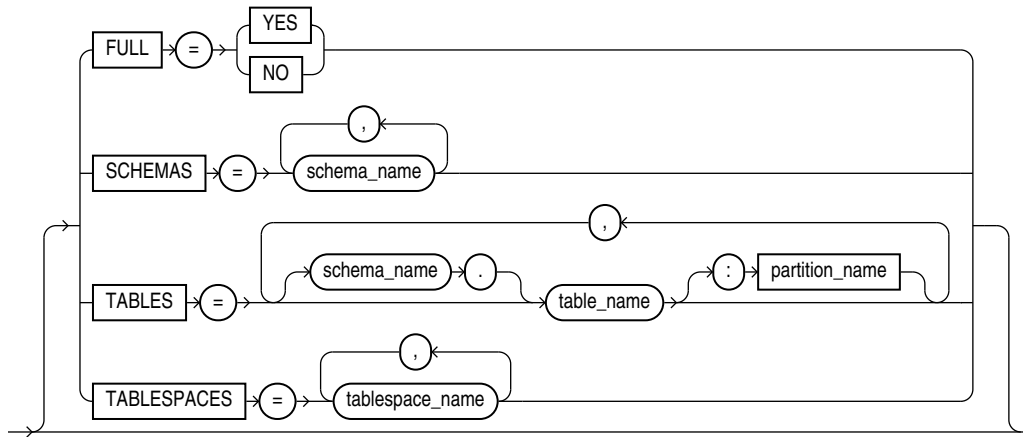 YES
FULL =
NO
,
SCHEMAS = schema_name
,
schema_name . : partition_name
TABLES = table_name
,
TABLESPACES = tablespace_name